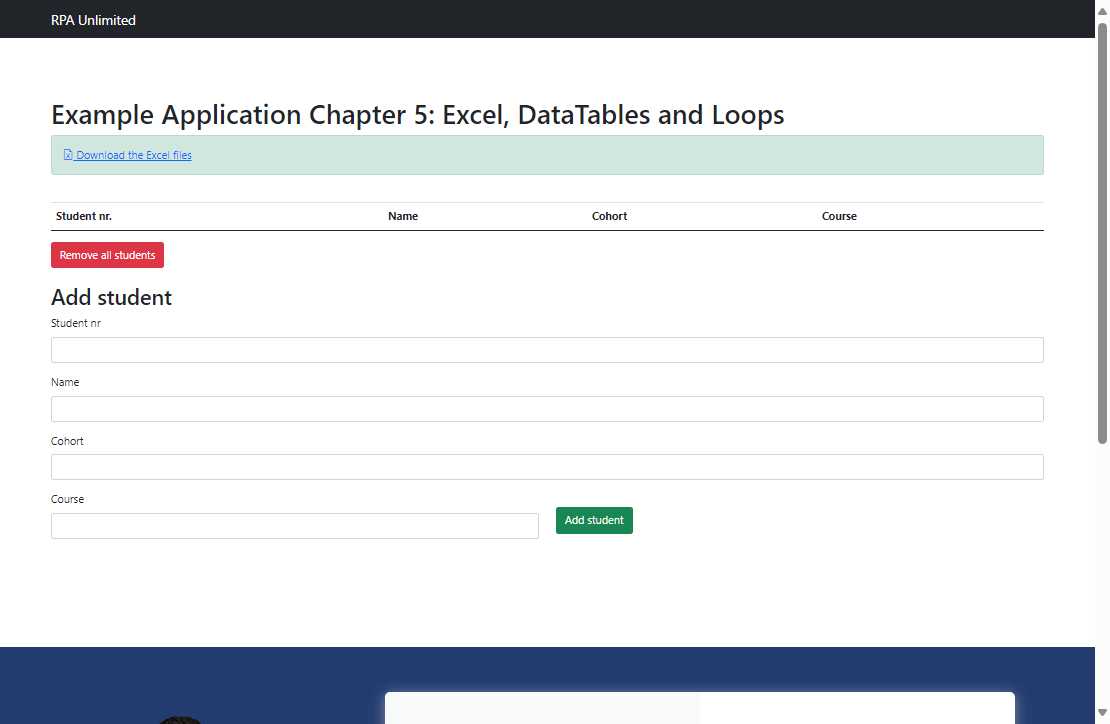 RPA Unlimited
Example Application Chapter 5: Excel, DataTables and Loops
Download the Excel files
Student nr. Name Cohort Course
Remove all students
Add student
Student nr
Name
Cohort
Course
Add student